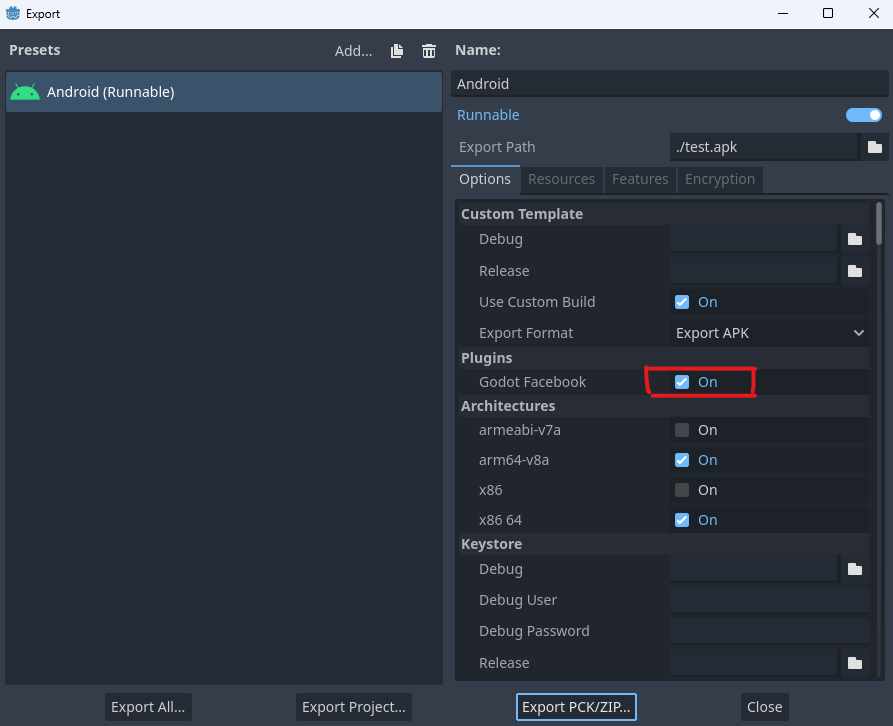 Export
Presets
Add...
Name:
Android (Runnable)
Android
Runnable
Export Path
./test.apk
Options
Resources
Features
Encryption
Custom Template
Debug
Release
Use Custom Build
On
Export Format
Export APK
Plugins
Godot Facebook
On
Architectures
armeabi-v7a
On
arm64-v8a
On
x86
On
x86 64
On
Keystore
Debug
Debug User
Debug Password
Release
Export All...
Export Project...
Export PCK/ZIP...
Close